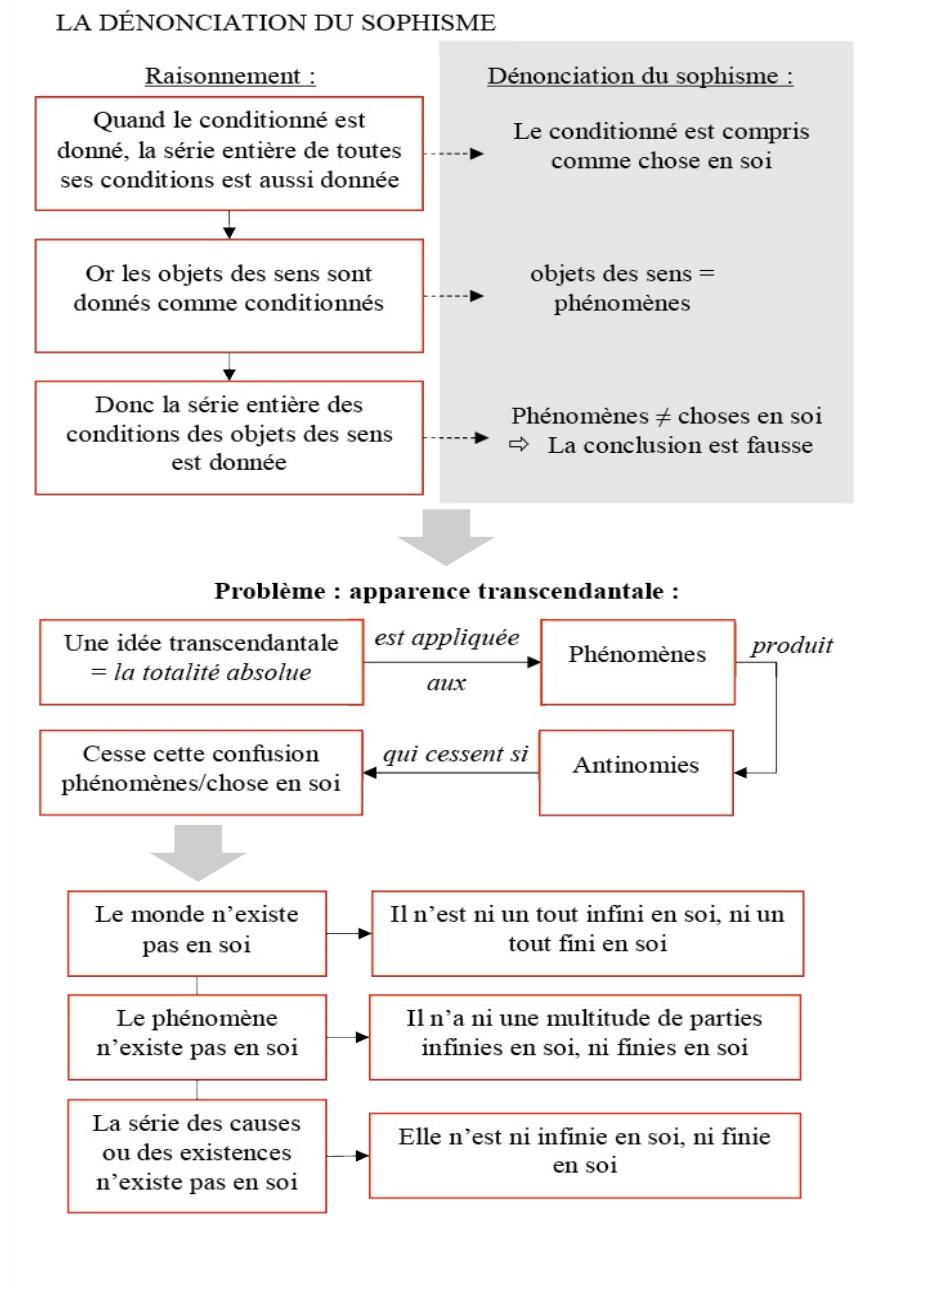 LA DÉNONCIATION DU SOPHISME
Raisonnement :
Quand le conditionné est
donné, la série entière de toutes
ses conditions est aussi donnée
Or les objets des sens sont
donnés comme conditionnés
Donc la série entière des
conditions des objets des sens
est donnée
Dénonciation du sophisme :
Le conditionné est compris
comme chose en soi
objets des sens =
phénomènes
Phénomènes ≠ choses en soi
⇨ La conclusion est fausse
Problème : apparence transcendantale :
Une idée transcendantale
= la totalité absolue
est appliquée
aux
Phénomènes
produit
Antinomies
qui cessent si
Cesse cette confusion
phénomènes/chose en soi
Le monde n’existe
pas en soi
Il n’est ni un tout infini en soi, ni un
tout fini en soi
Le phénomène
n’existe pas en soi
Il n’a ni une multitude de parties
infinies en soi, ni finies en soi
La série des causes
ou des existences
n’existe pas en soi
Elle n’est ni infinie en soi, ni finie
en soi